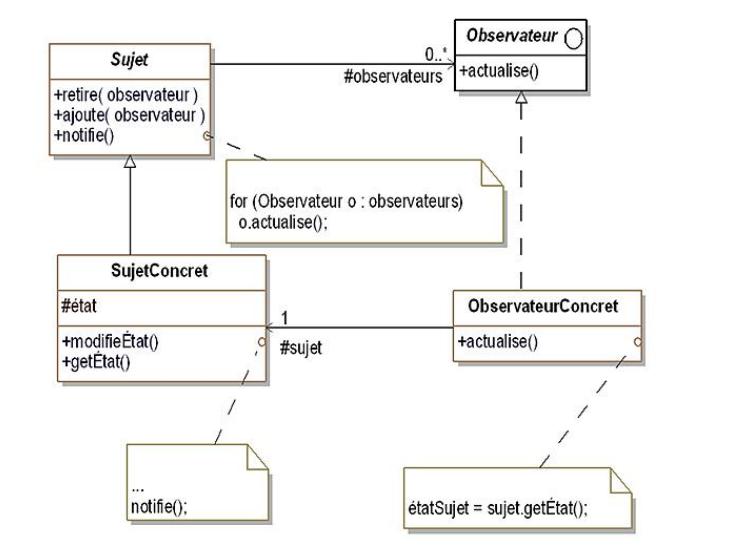 Sujet
+retire( observateur )
+ajoute( observateur )
+notifie()
0..*
#observateurs
Observateur
+actualise()
for (Observateur o : observateurs)
o.actualise();
SujetConcret
#état
+modifieÉtat()
+getÉtat()
1
#sujet
ObservateurConcret
+actualise()
...
notifie();
étatSujet = sujet.getÉtat();